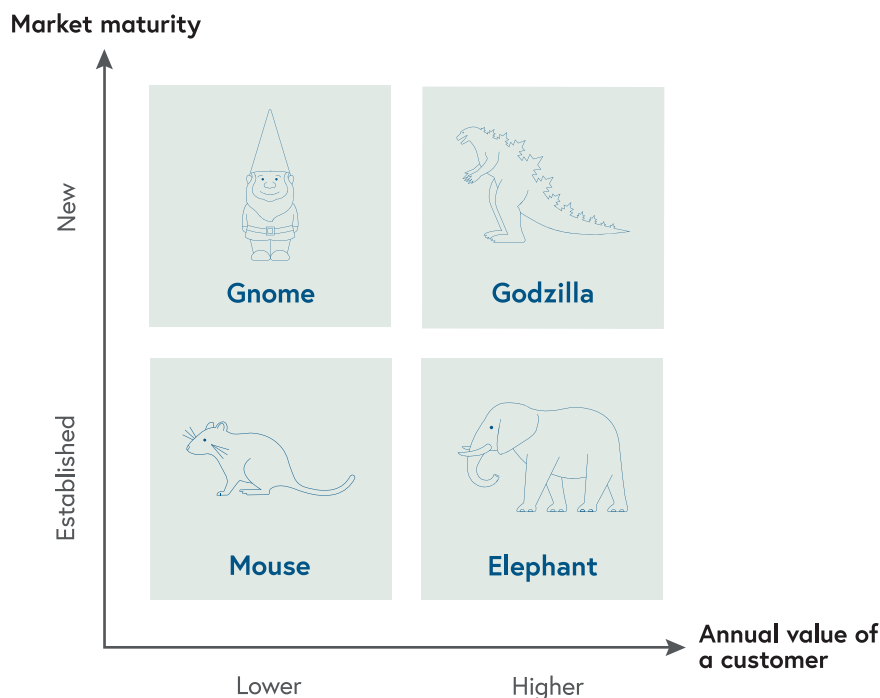 Market maturity
New
Gnome
Godzilla
Established
Mouse
Elephant
Annual value of
a customer
Lower
Higher